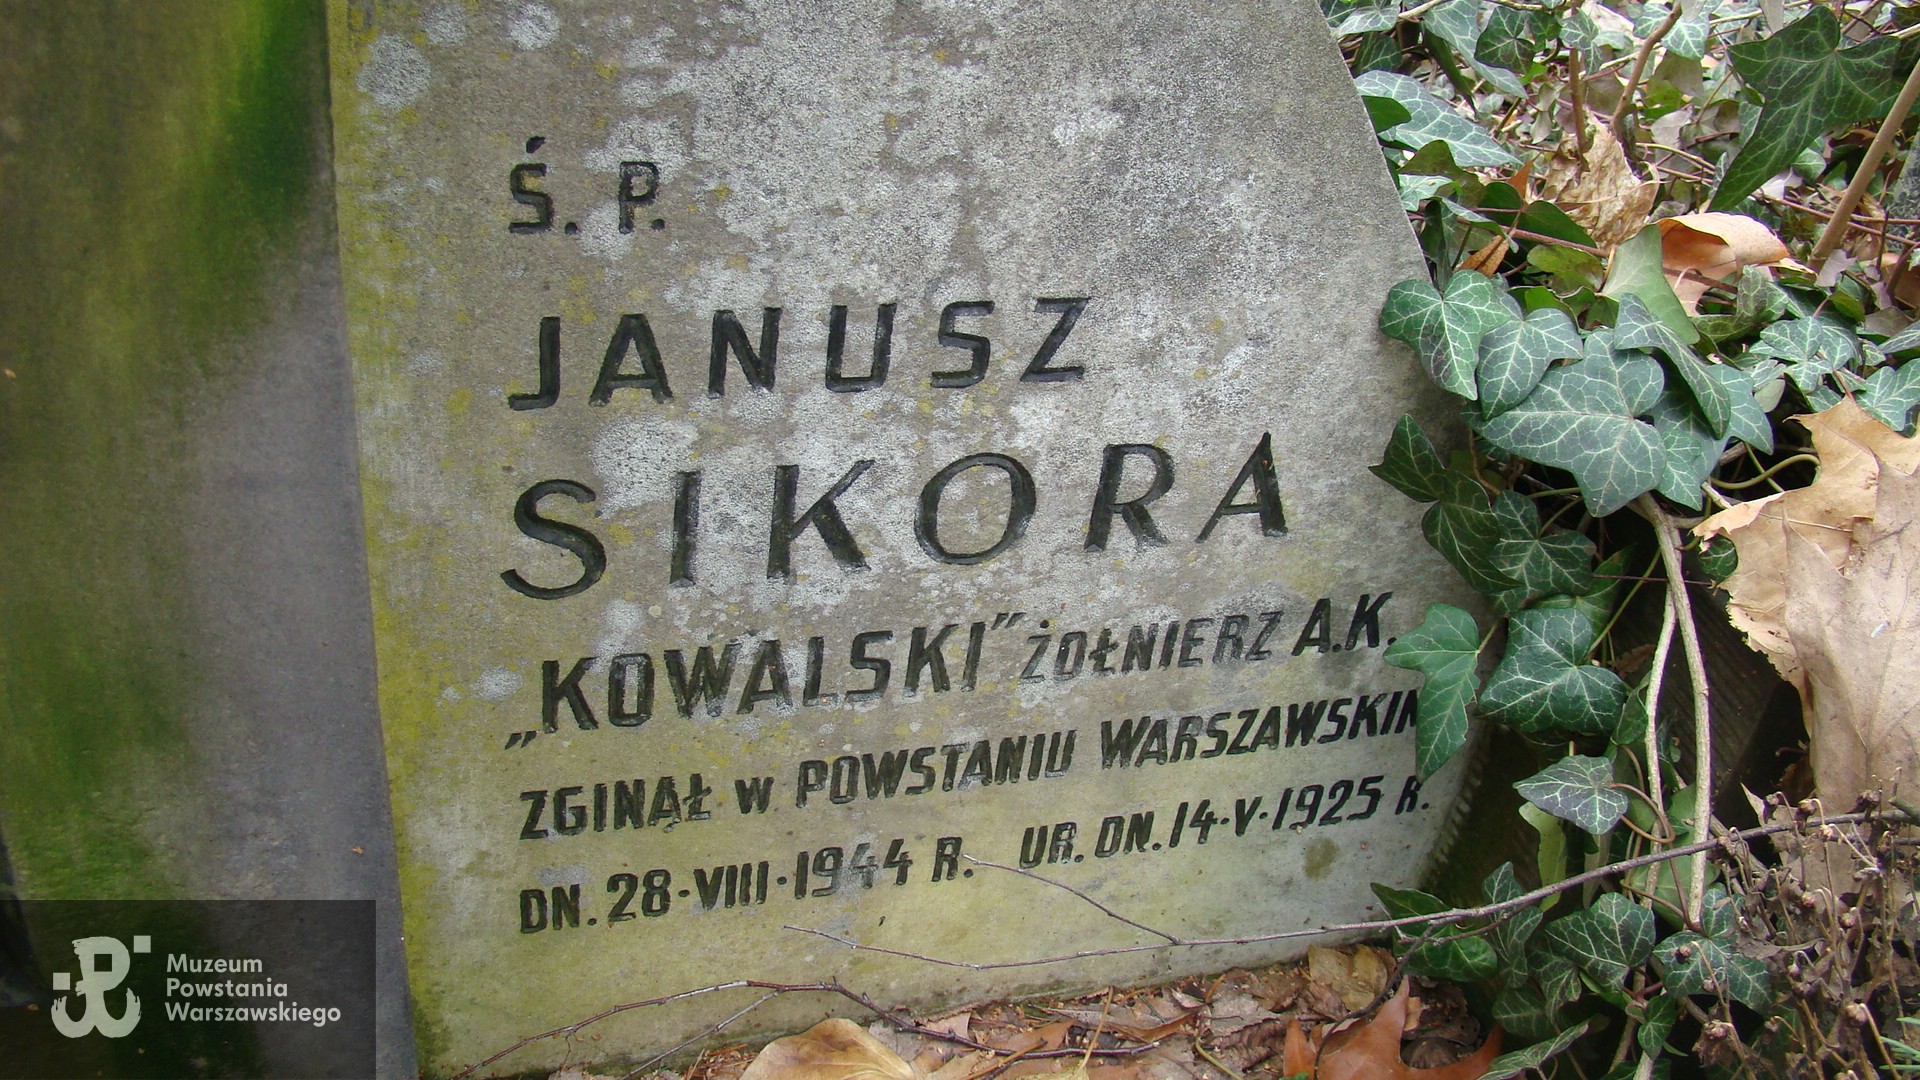 Ś. P.
JANUSZ
SIKORA
„KOWALSKI” ŻOŁNIERZ A.K.
ZGINĄŁ W POWSTANIU WARSZAWSKIM
DN. 28·VIII·1944 R. UR. DN. 14·V·1925 R.
Muzeum
Powstania
Warszawskiego